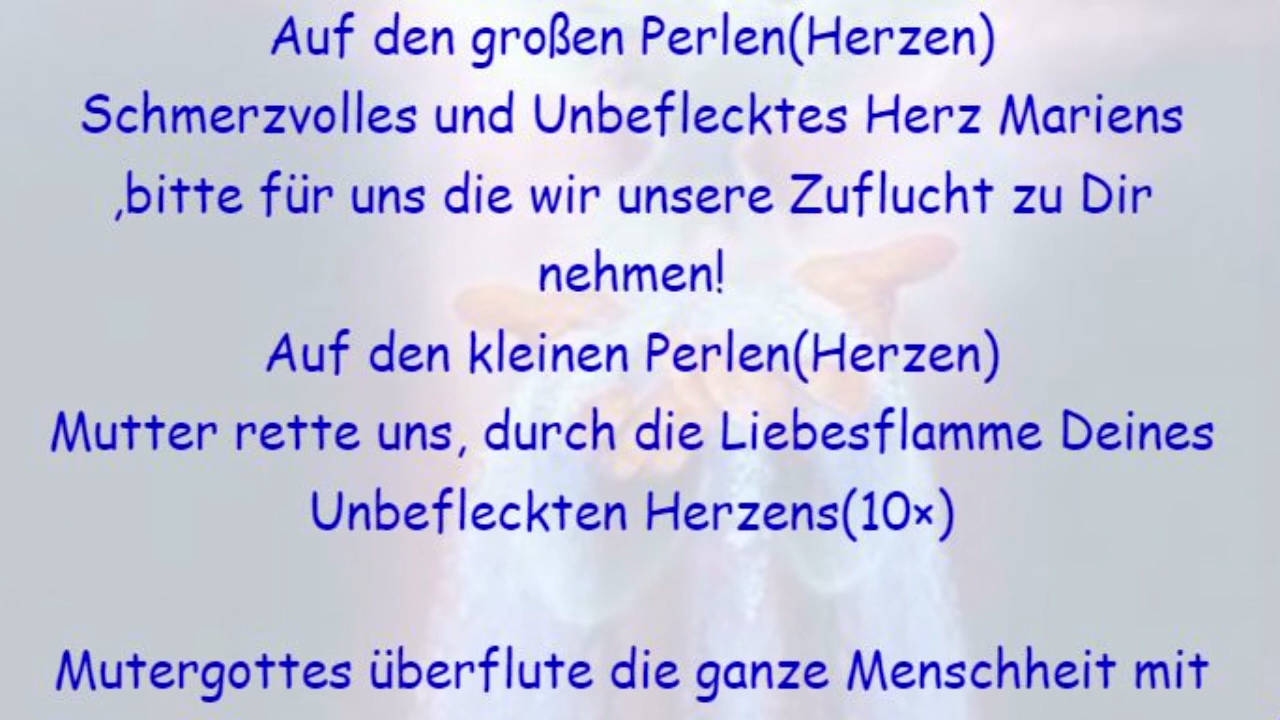 Auf den großen Perlen(Herzen)
Schmerzvolles und Unbeflecktes Herz Mariens
,bitte für uns die wir unsere Zuflucht zu Dir
nehmen!
Auf den kleinen Perlen(Herzen)
Mutter rette uns, durch die Liebesflamme Deines
Unbefleckten Herzens(10×)
Mutergottes überflute die ganze Menschheit mit